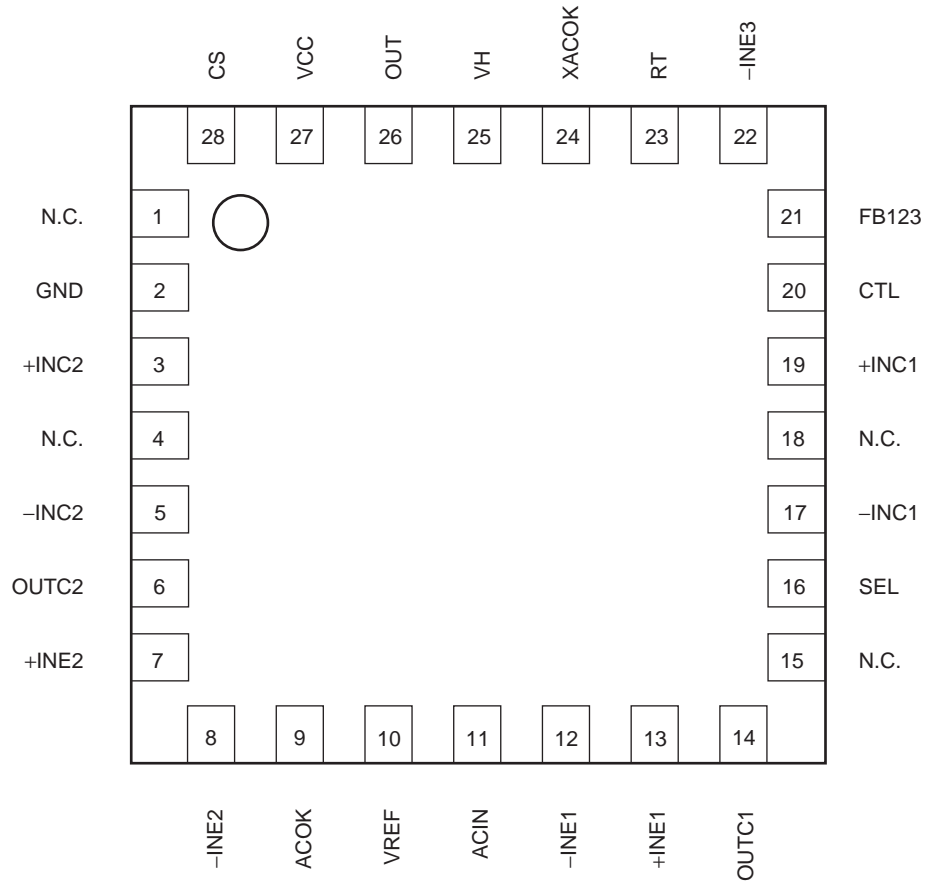 CS VCC OUT VH XACOK RT −INE3
28 27 26 25 24 23 22
N.C. 1 21 FB123
GND 2 20 CTL
+INC2 3 19 +INC1
N.C. 4 18 N.C.
−INC2 5 17 −INC1
OUTC2 6 16 SEL
+INE2 7 15 N.C.
8 9 10 11 12 13 14
−INE2 ACOK VREF ACIN −INE1 +INE1 OUTC1